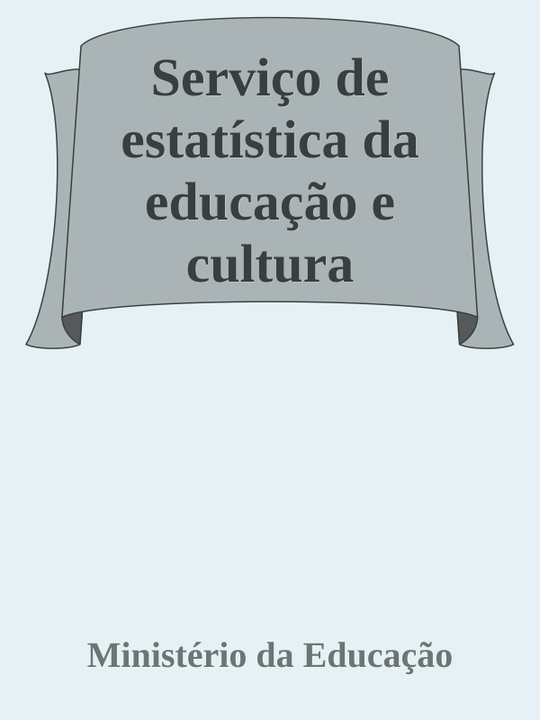 Serviço de
estatística da
educação e
cultura
Ministério da Educação